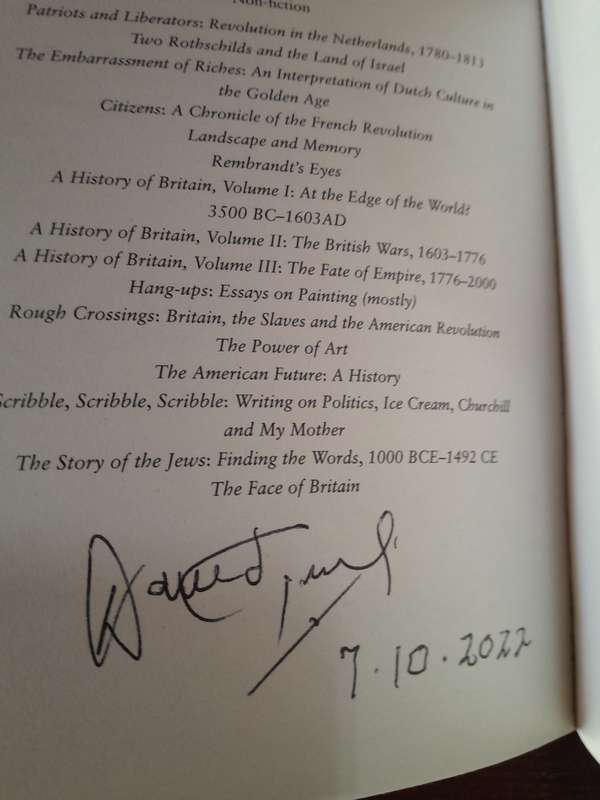 Non-fiction
Patriots and Liberators: Revolution in the Netherlands, 1780–1813
Two Rothschilds and the Land of Israel
The Embarrassment of Riches: An Interpretation of Dutch Culture in
the Golden Age
Citizens: A Chronicle of the French Revolution
Landscape and Memory
Rembrandt's Eyes
A History of Britain, Volume I: At the Edge of the World?
3500 BC–1603AD
A History of Britain, Volume II: The British Wars, 1603–1776
A History of Britain, Volume III: The Fate of Empire, 1776–2000
Hang-ups: Essays on Painting (mostly)
Rough Crossings: Britain, the Slaves and the American Revolution
The Power of Art
The American Future: A History
Scribble, Scribble, Scribble: Writing on Politics, Ice Cream, Churchill
and My Mother
The Story of the Jews: Finding the Words, 1000 BCE–1492 CE
The Face of Britain
7.10.2022